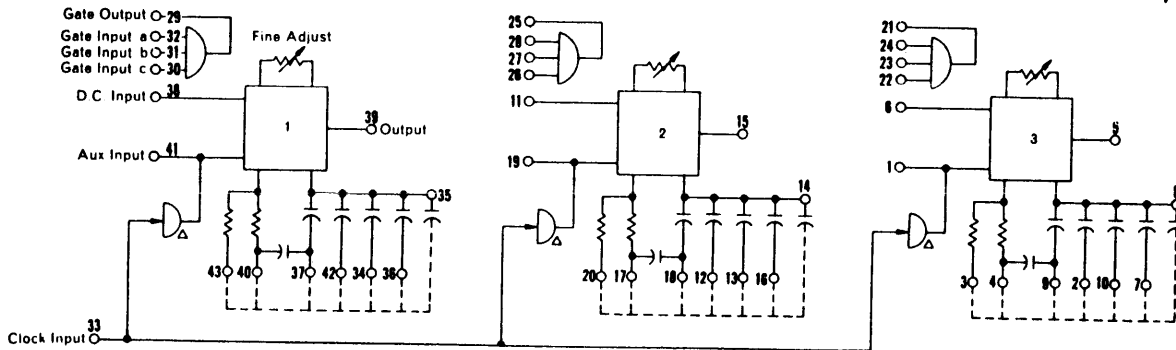 Gate Output 29
Gate Input a 32
Gate Input b 31
Gate Input c 30
Fine Adjust
D.C. Input 38
1
39 Output
Aux Input 41
35
43 40 37 42 34 36
25
28
27
26
11
2
15
19
14
20 17 18 12 13 16
21
24
23
22
6
3
5
1
3 4 9 2 10 7
Clock Input 33